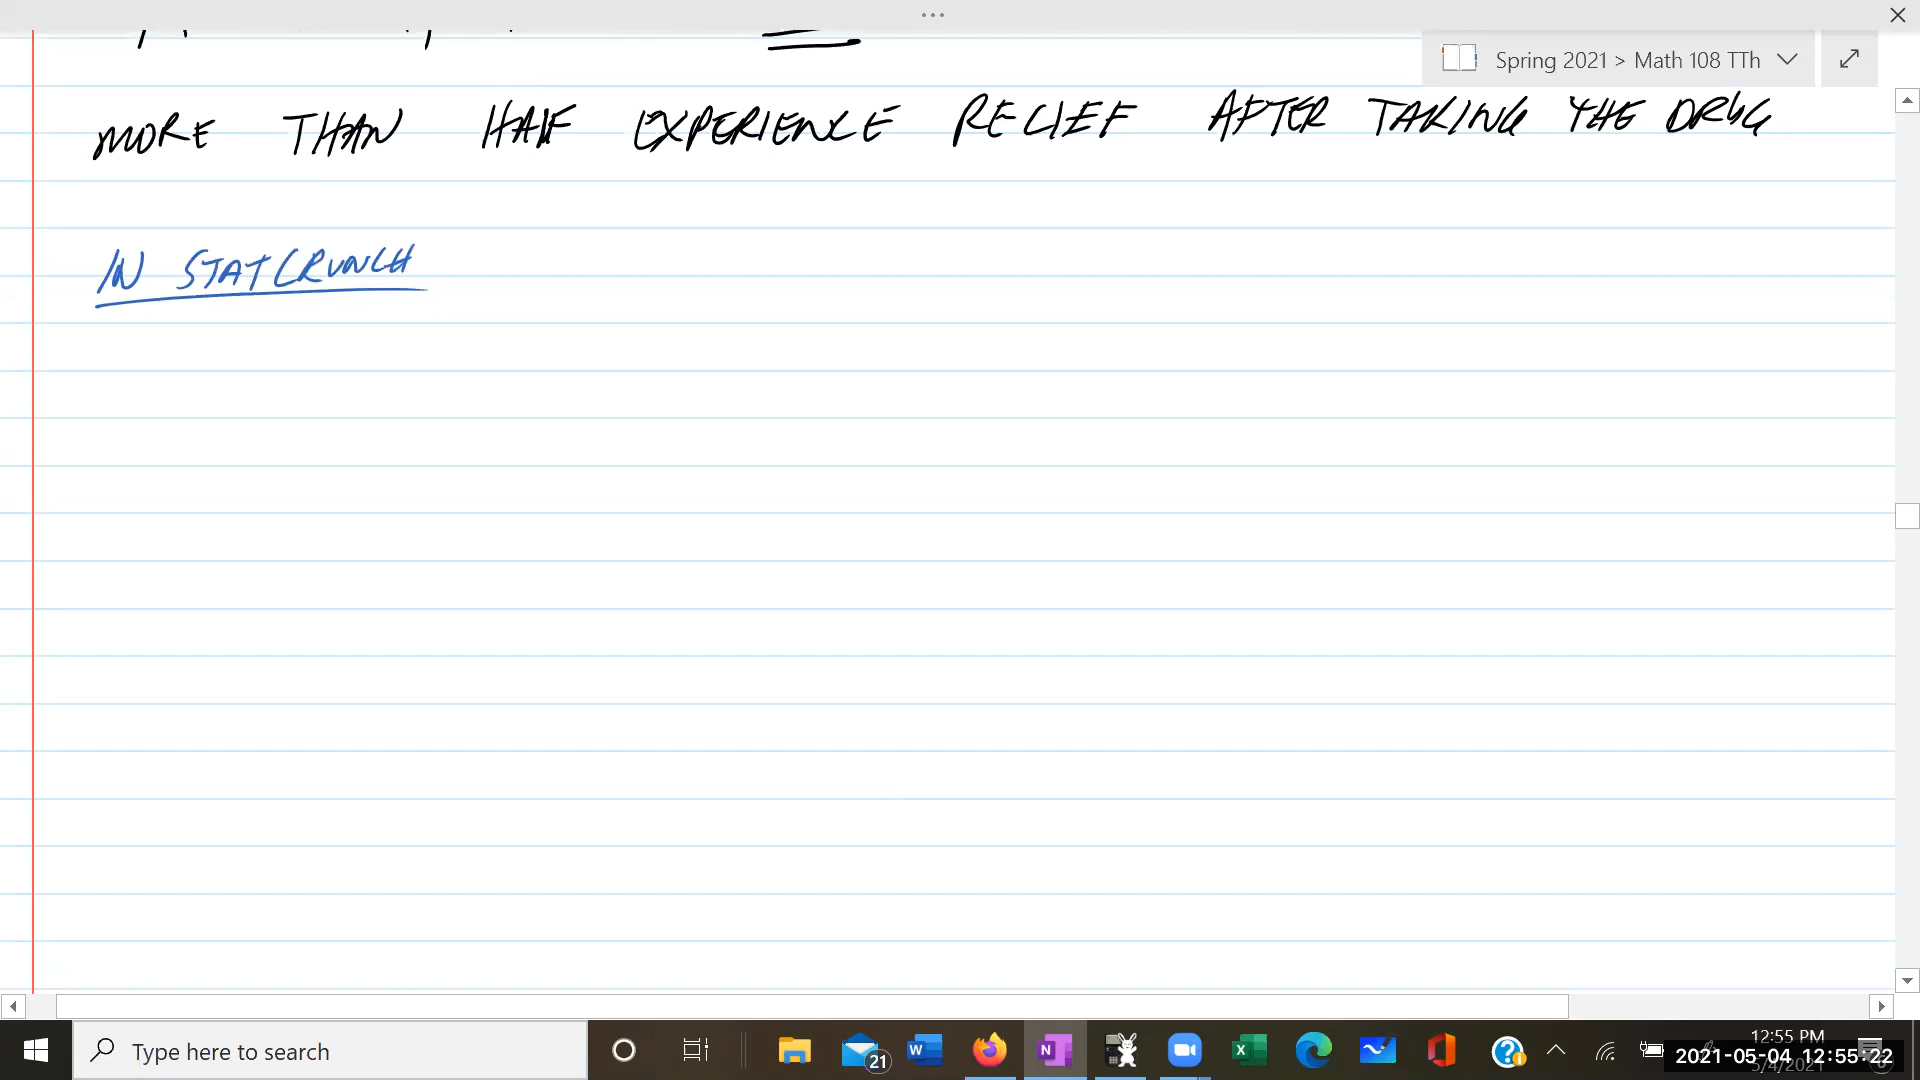 Spring 2021 > Math 108 TTh
MORE THAN HALF EXPERIENCE RELIEF AFTER TAKING THE DRUG
IN STATCRUNCH
Type here to search
21
12:55 PM
2021-05-04 12:55:22